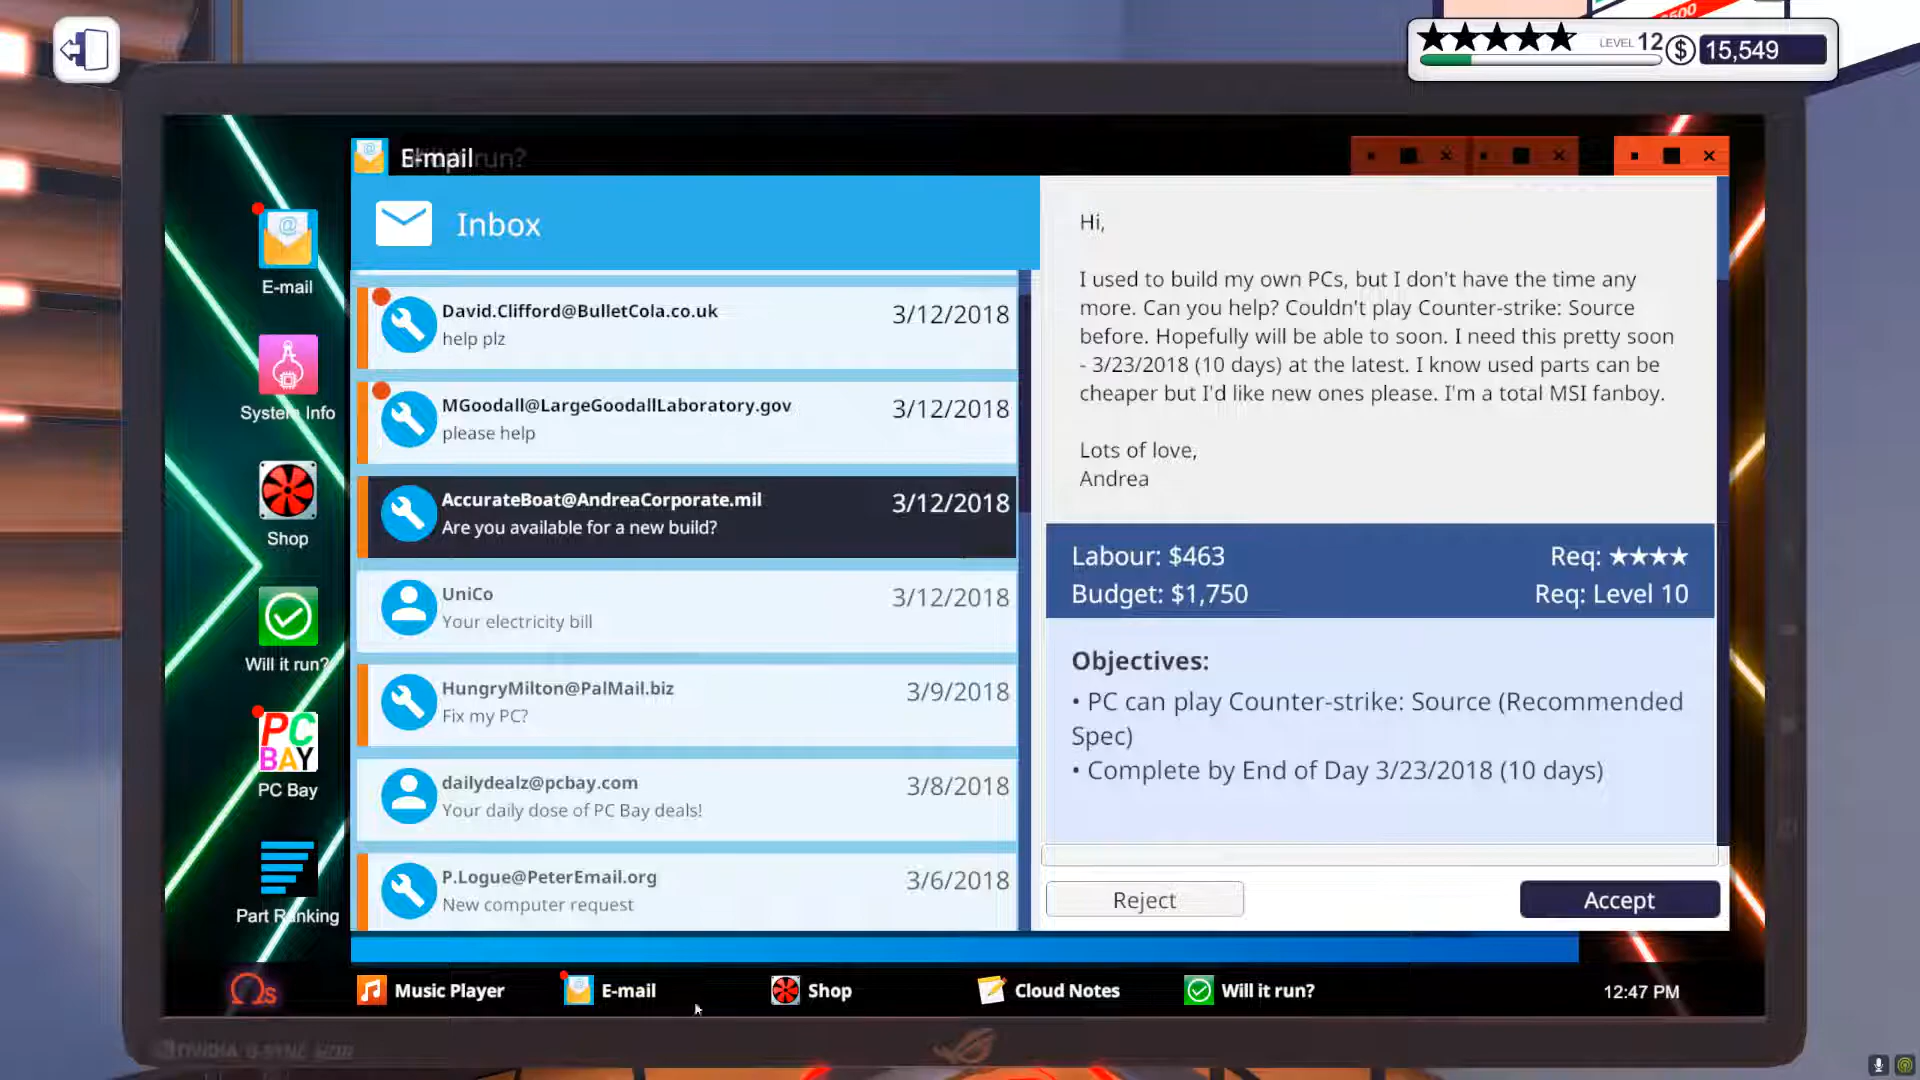 LEVEL 12
$ 15,549
E-mail
Inbox
E-mail
System Info
Shop
Will it run?
PC BAY
PC Bay
Part Ranking
David.Clifford@BulletCola.co.uk
3/12/2018
help plz
MGoodall@LargeGoodallLaboratory.gov
3/12/2018
please help
AccurateBoat@AndreaCorporate.mil
3/12/2018
Are you available for a new build?
UniCo
3/12/2018
Your electricity bill
HungryMilton@PalMail.biz
3/9/2018
Fix my PC?
dailydealz@pcbay.com
3/8/2018
Your daily dose of PC Bay deals!
P.Logue@PeterEmail.org
3/6/2018
New computer request
Hi,
I used to build my own PCs, but I don't have the time any
more. Can you help? Couldn't play Counter-strike: Source
before. Hopefully will be able to soon. I need this pretty soon
- 3/23/2018 (10 days) at the latest. I know used parts can be
cheaper but I'd like new ones please. I'm a total MSI fanboy.
Lots of love,
Andrea
Labour: $463
Req: ★★★★
Budget: $1,750
Req: Level 10
Objectives:
• PC can play Counter-strike: Source (Recommended
Spec)
• Complete by End of Day 3/23/2018 (10 days)
Reject
Accept
Ωs
Music Player
E-mail
Shop
Cloud Notes
Will it run?
12:47 PM
NVIDIA G-SYNC HDR